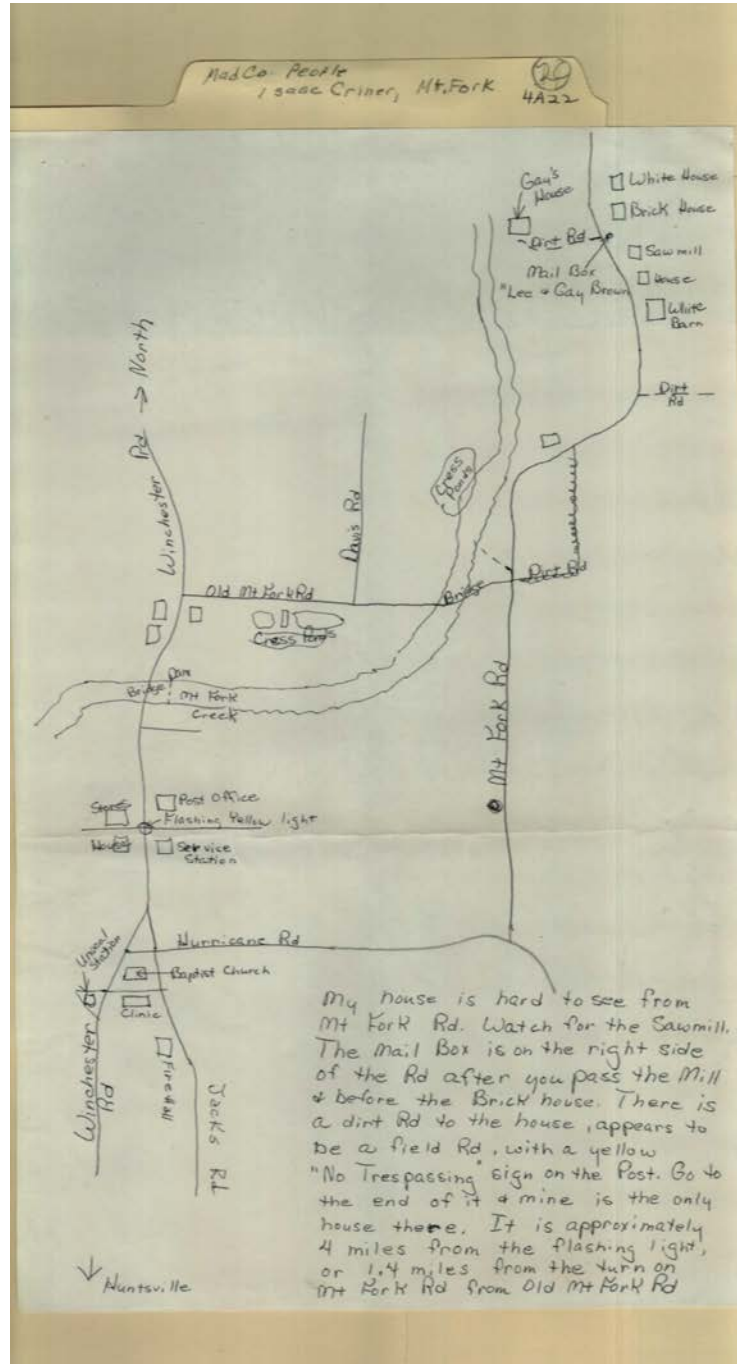 Mad Co. People
Isaac Criner, Mt. Fork
20
4A22
Gay's
House
White House
Brick House
Dirt Rd
Sawmill
Mail Box
"Lee & Gay Brown
House
White
Barn
Dirt
Rd
Winchester Rd → North
Cress
Ponds
Davis Rd
Old Mt Fork Rd
Bridge
Dirt Rd
Cress Ponds
Dam
Bridge
Mt Fork
Creek
Mt Fork Rd
Store
Post Office
Flashing Yellow light
House
Service
Station
Hurricane Rd
Station
Baptist Church
Clinic
Winchester
Rd
Jacks Rd
My house is hard to see from
Mt Fork Rd. Watch for the Sawmill.
The Mail Box is on the right side
of the Rd after you pass the Mill
& before the Brick house. There is
a dirt Rd to the house, appears to
be a field Rd, with a yellow
"No Trespassing" sign on the Post. Go to
the end of it & mine is the only
house there. It is approximately
4 miles from the flashing light,
or 1.4 miles from the turn on
Mt Fork Rd from Old Mt Fork Rd
Huntsville